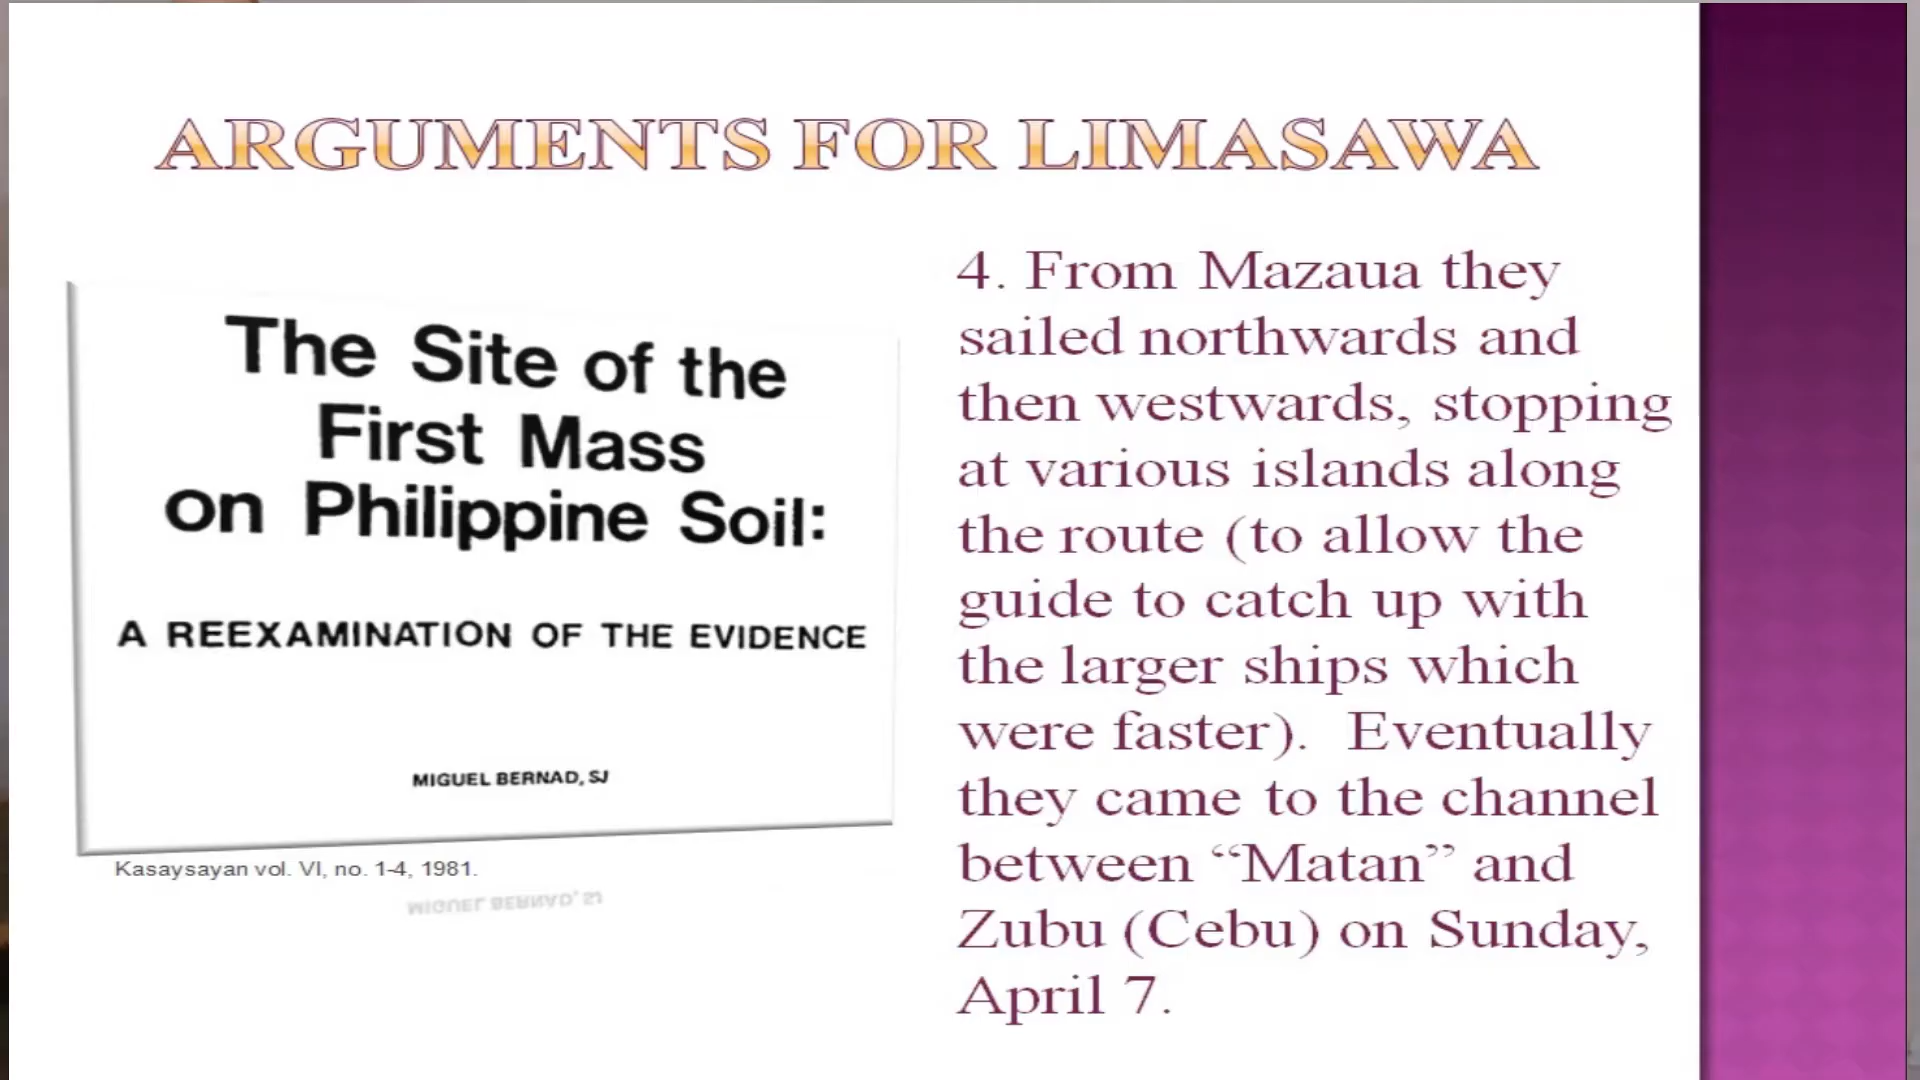 ARGUMENTS FOR LIMASAWA
The Site of the
First Mass
on Philippine Soil:
A REEXAMINATION OF THE EVIDENCE
MIGUEL BERNAD, SJ
Kasaysayan vol. VI, no. 1-4, 1981.
MIGUEL BERNAD, SJ
4. From Mazaua they
sailed northwards and
then westwards, stopping
at various islands along
the route (to allow the
guide to catch up with
the larger ships which
were faster).  Eventually
they came to the channel
between “Matan” and
Zubu (Cebu) on Sunday,
April 7.